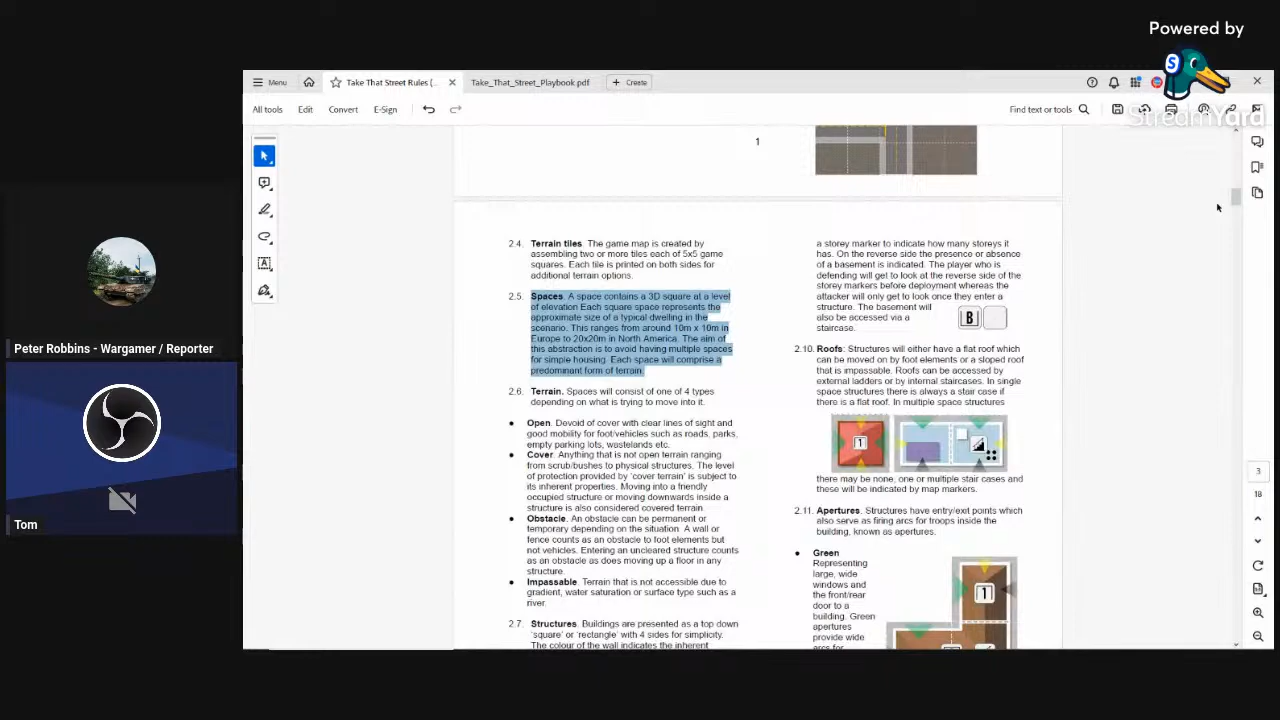 Powered by
StreamYard
Menu
Take That Street Rules (...
Take_That_Street_Playbook.pdf
+ Create
All tools
Edit
Convert
E-Sign
Find text or tools
1
2.4. Terrain tiles. The game map is created by
assembling two or more tiles each of 5x5 game
squares. Each tile is printed on both sides for
additional terrain options.
2.5. Spaces. A space contains a 3D square at a level
of elevation Each square space represents the
approximate size of a typical dwelling in the
scenario. This ranges from around 10m x 10m in
Europe to 20x20m in North America. The aim of
this abstraction is to avoid having multiple spaces
for simple housing. Each space will comprise a
predominant form of terrain.
2.6. Terrain. Spaces will consist of one of 4 types
depending on what is trying to move into it.
• Open. Devoid of cover with clear lines of sight and
good mobility for foot/vehicles such as roads, parks,
empty parking lots, wastelands etc.
• Cover. Anything that is not open terrain ranging
from scrub/bushes to physical structures. The level
of protection provided by 'cover terrain' is subject to
its inherent properties. Moving into a friendly
occupied structure or moving downwards inside a
structure is also considered covered terrain.
• Obstacle. An obstacle can be permanent or
temporary depending on the situation. A wall or
fence counts as an obstacle to foot elements but
not vehicles. Entering an uncleared structure counts
as an obstacle as does moving up a floor in any
structure.
• Impassable. Terrain that is not accessible due to
gradient, water saturation or surface type such as a
river.
2.7. Structures. Buildings are presented as a top down
'square' or 'rectangle' with 4 sides for simplicity.
The colour of the wall indicates the inherent
a storey marker to indicate how many storeys it
has. On the reverse side the presence or absence
of a basement is indicated. The player who is
defending will get to look at the reverse side of the
storey markers before deployment whereas the
attacker will only get to look once they enter a
structure. The basement will
also be accessed via a
staircase.
B
2.10. Roofs: Structures will either have a flat roof which
can be moved on by foot elements or a sloped roof
that is impassable. Roofs can be accessed by
external ladders or by internal staircases. In single
space structures there is always a stair case if
there is a flat roof. In multiple space structures
1
there may be none, one or multiple stair cases and
these will be indicated by map markers.
2.11. Apertures. Structures have entry/exit points which
also serve as firing arcs for troops inside the
building, known as apertures.
• Green
Representing
large, wide
windows and
the front/rear
door to a
building. Green
apertures
provide wide
arcs for
1
3
18
Peter Robbins - Wargamer / Reporter
Tom